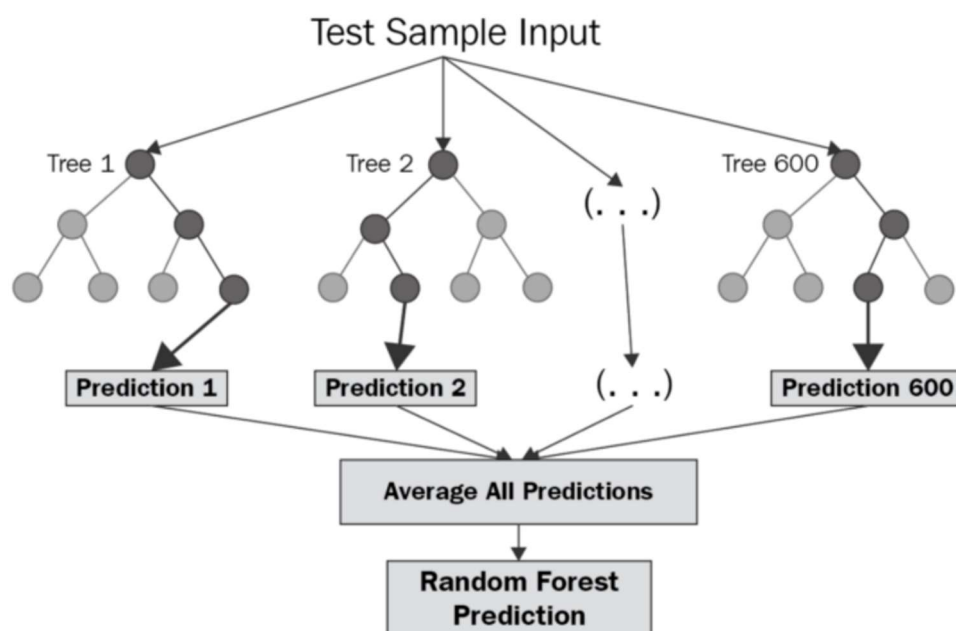 Test Sample Input
Tree 1
Tree 2
Tree 600
(. . .)
(. . .)
Prediction 1
Prediction 2
Prediction 600
Average All Predictions
Random Forest
Prediction